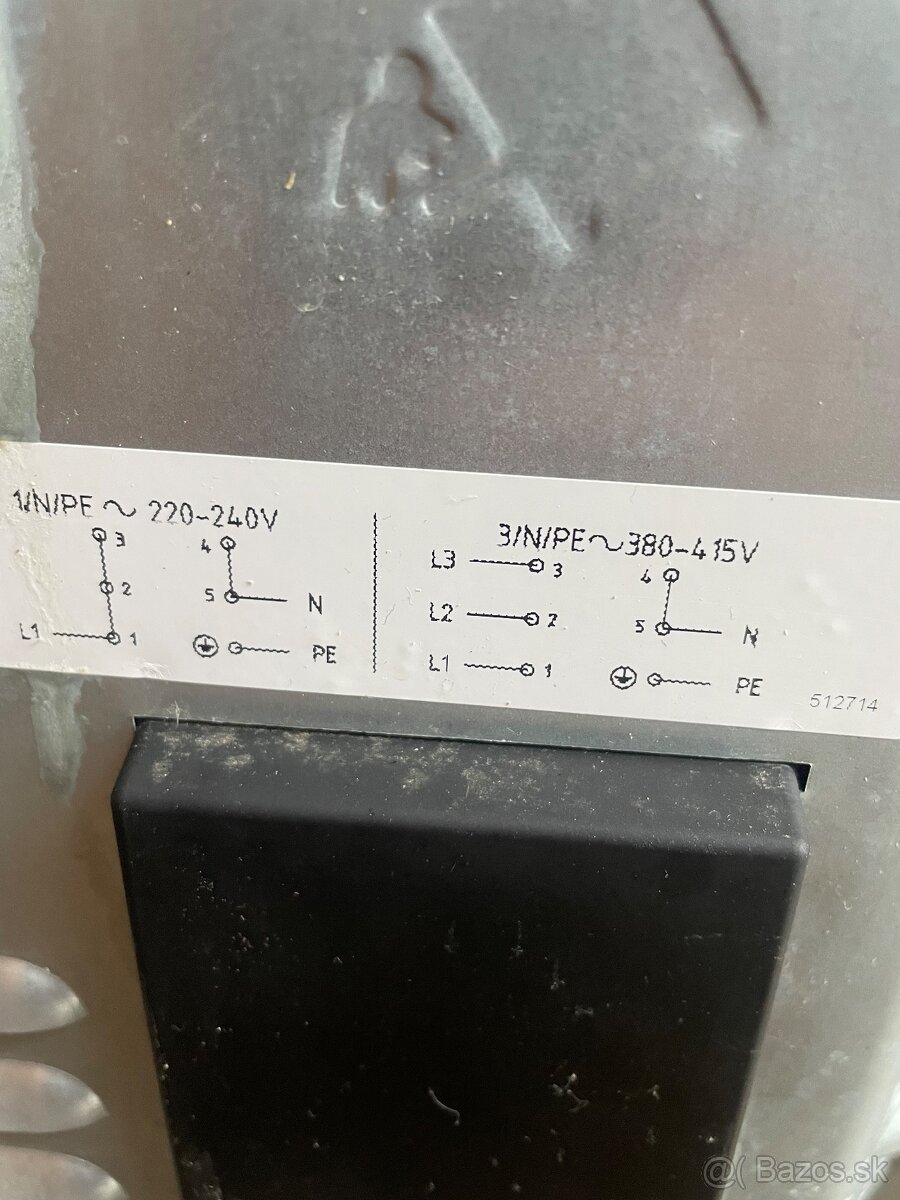 1/N/PE ~ 220-240V
3
4
2
5
N
L1
1
PE
3/N/PE~380-415V
L3
3
4
L2
2
5
N
L1
1
PE
512714
@( Bazos.sk